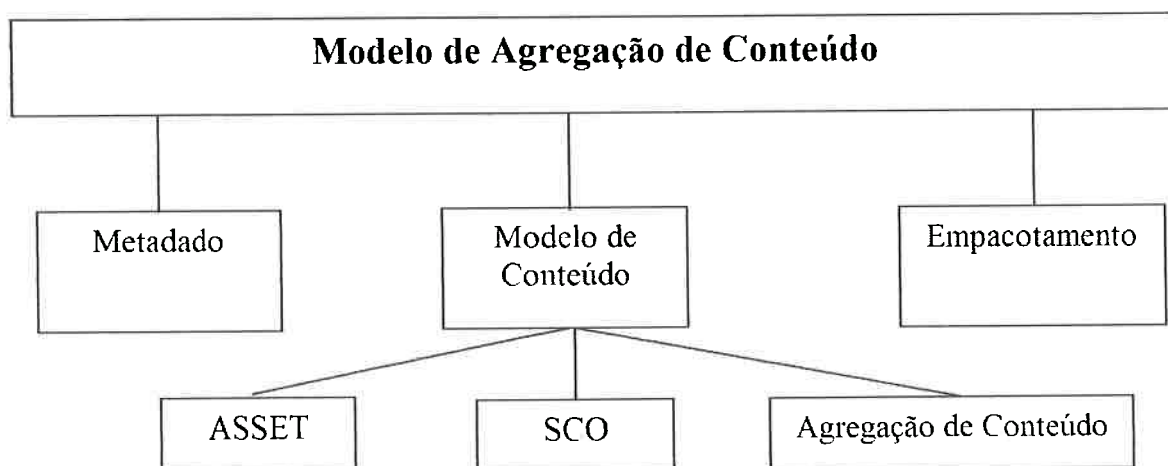 Modelo de Agregação de Conteúdo
Metadado
Modelo de
Conteúdo
Empacotamento
ASSET
SCO
Agregação de Conteúdo